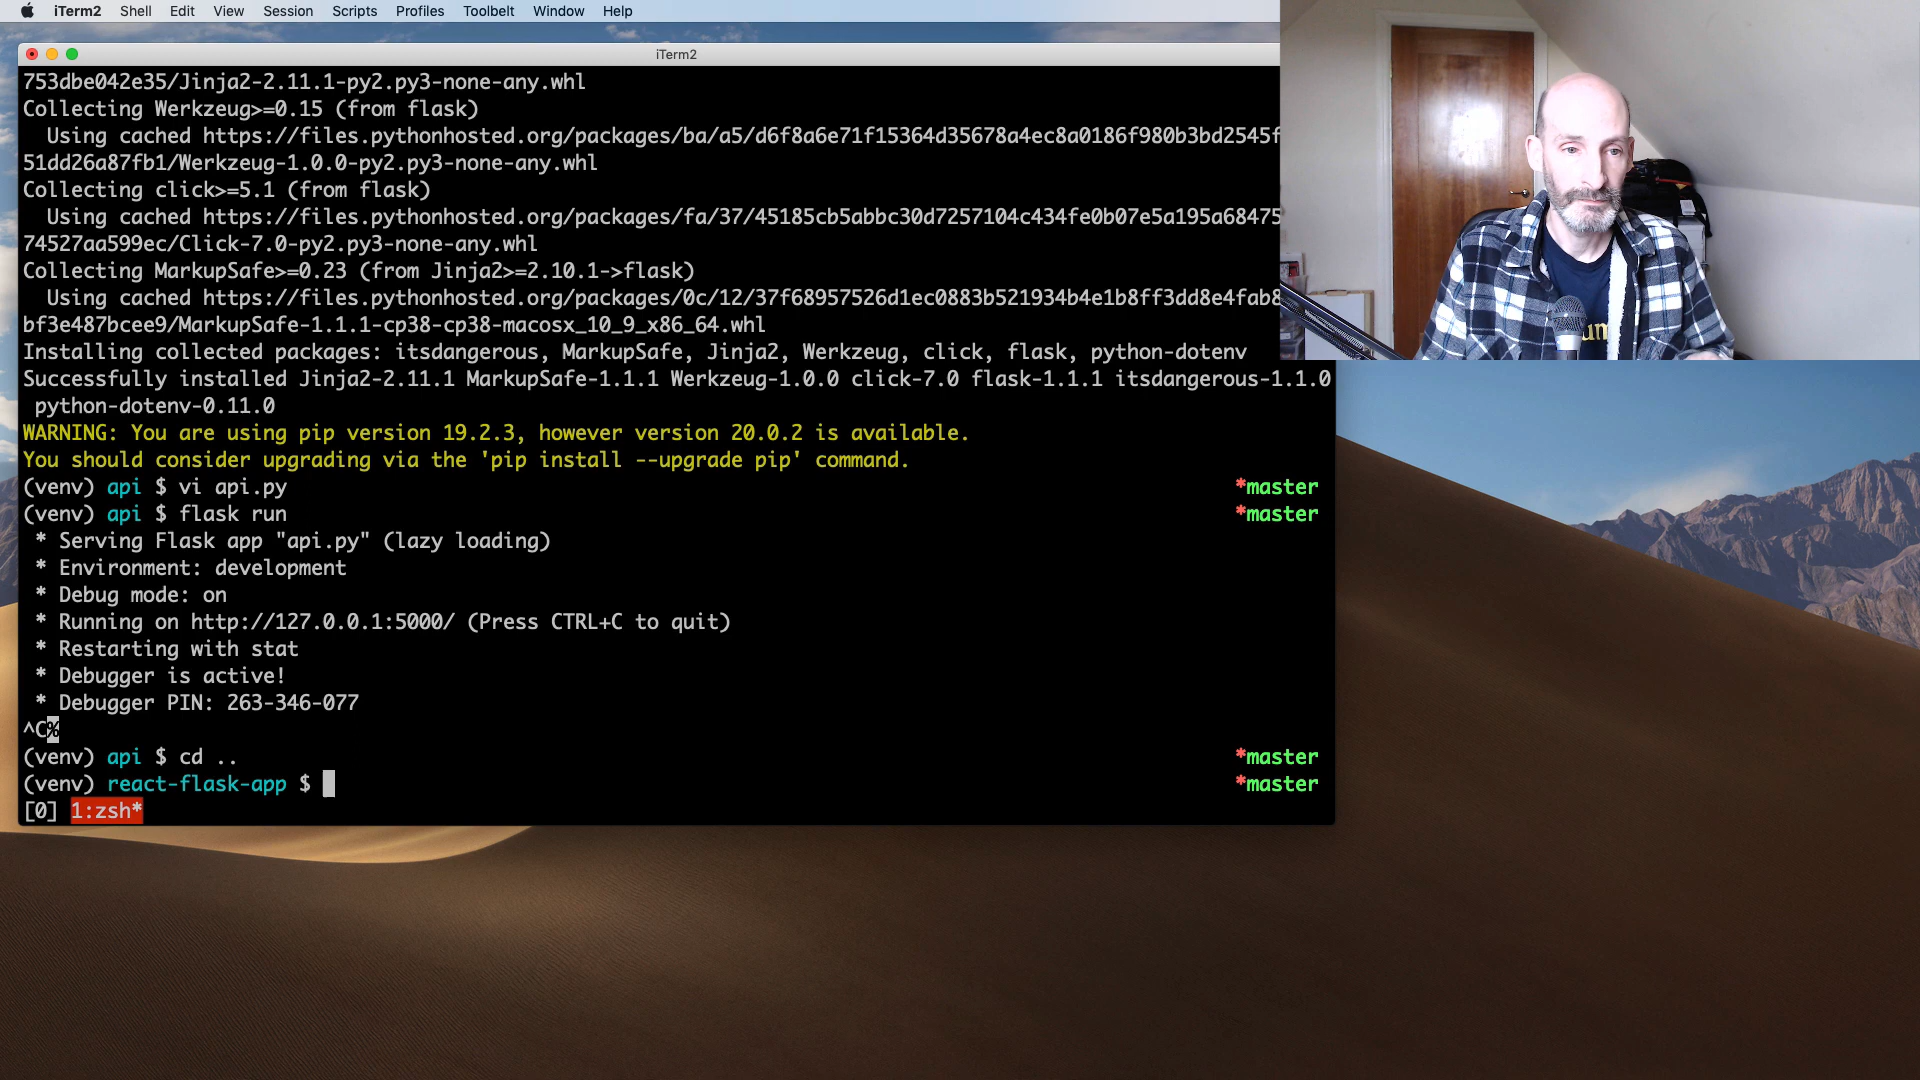 iTerm2 Shell Edit View Session Scripts Profiles Toolbelt Window Help
iTerm2
753dbe042e35/Jinja2-2.11.1-py2.py3-none-any.whl
Collecting Werkzeug>=0.15 (from flask)
  Using cached https://files.pythonhosted.org/packages/ba/a5/d6f8a6e71f15364d35678a4ec8a0186f980b3bd2545f
51dd26a87fb1/Werkzeug-1.0.0-py2.py3-none-any.whl
Collecting click>=5.1 (from flask)
  Using cached https://files.pythonhosted.org/packages/fa/37/45185cb5abbc30d7257104c434fe0b07e5a195a68475
74527aa599ec/Click-7.0-py2.py3-none-any.whl
Collecting MarkupSafe>=0.23 (from Jinja2>=2.10.1->flask)
  Using cached https://files.pythonhosted.org/packages/0c/12/37f68957526d1ec0883b521934b4e1b8ff3dd8e4fab8
bf3e487bcee9/MarkupSafe-1.1.1-cp38-cp38-macosx_10_9_x86_64.whl
Installing collected packages: itsdangerous, MarkupSafe, Jinja2, Werkzeug, click, flask, python-dotenv
Successfully installed Jinja2-2.11.1 MarkupSafe-1.1.1 Werkzeug-1.0.0 click-7.0 flask-1.1.1 itsdangerous-1.1.0
 python-dotenv-0.11.0
WARNING: You are using pip version 19.2.3, however version 20.0.2 is available.
You should consider upgrading via the 'pip install --upgrade pip' command.
(venv) api $ vi api.py *master
(venv) api $ flask run *master
 * Serving Flask app "api.py" (lazy loading)
 * Environment: development
 * Debug mode: on
 * Running on http://127.0.0.1:5000/ (Press CTRL+C to quit)
 * Restarting with stat
 * Debugger is active!
 * Debugger PIN: 263-346-077
^C%
(venv) api $ cd .. *master
(venv) react-flask-app $ *master
[0] 1:zsh*